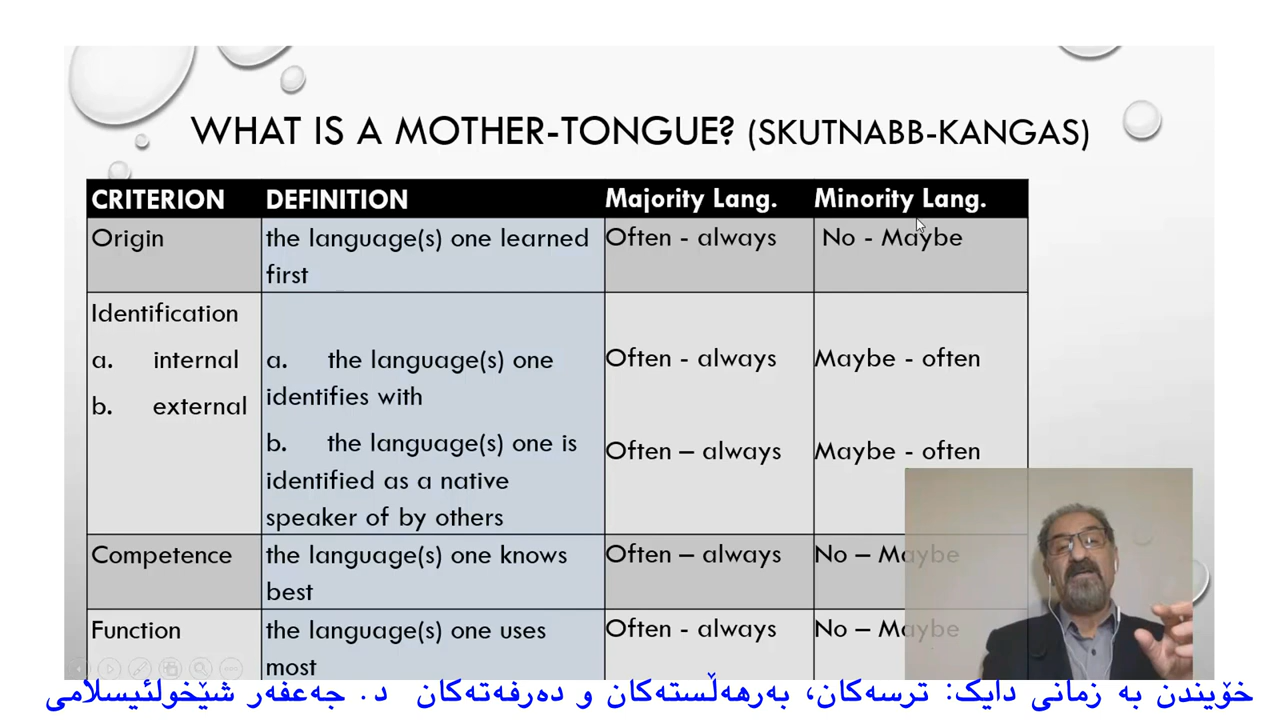 WHAT IS A MOTHER-TONGUE? (SKUTNABB-KANGAS)
CRITERION DEFINITION Majority Lang. Minority Lang.
Origin the language(s) one learned Often - always No - Maybe
first
Identification
a. internal a. the language(s) one Often - always Maybe - often
identifies with
b. external
b. the language(s) one is Often – always Maybe - often
identified as a native
speaker of by others
Competence the language(s) one knows Often – always No – Maybe
best
Function the language(s) one uses Often - always No – Maybe
most
خۆیندن بە زمانی دایک: ترسەکان، بەرهەڵستەکان و دەرفەتەکان د. جەعفەر شێخولئیسلامی